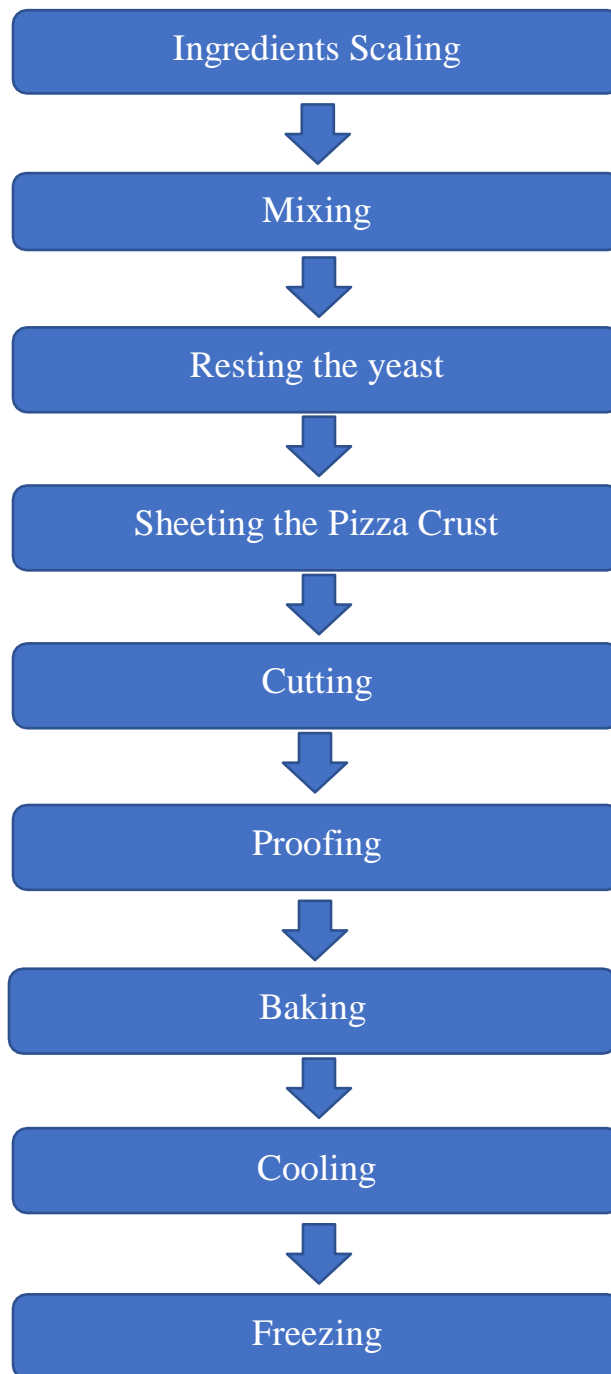 Ingredients Scaling
Mixing
Resting the yeast
Sheeting the Pizza Crust
Cutting
Proofing
Baking
Cooling
Freezing